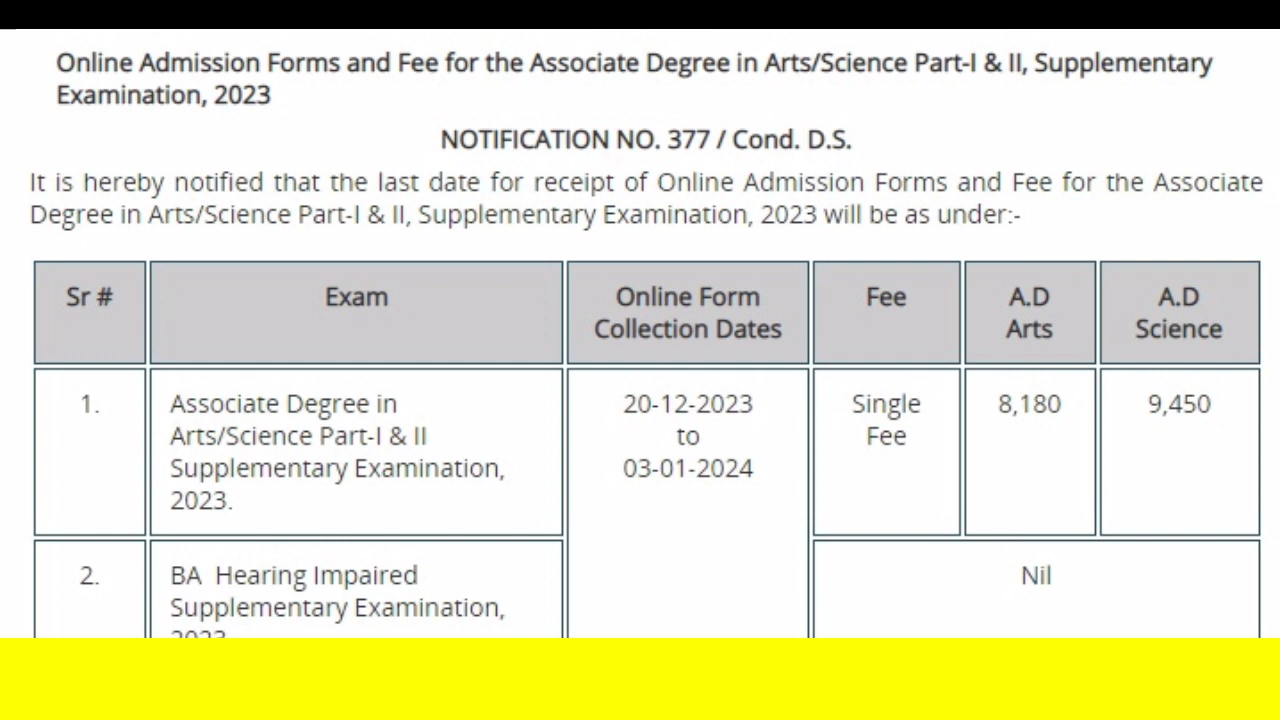 Online Admission Forms and Fee for the Associate Degree in Arts/Science Part-I & II, Supplementary
Examination, 2023
NOTIFICATION NO. 377 / Cond. D.S.
It is hereby notified that the last date for receipt of Online Admission Forms and Fee for the Associate
Degree in Arts/Science Part-I & II, Supplementary Examination, 2023 will be as under:-
Sr #
Exam
Online Form
Collection Dates
Fee
A.D
Arts
A.D
Science
1.
Associate Degree in
Arts/Science Part-I & II
Supplementary Examination,
2023.
20-12-2023
to
03-01-2024
Single
Fee
8,180
9,450
2.
BA Hearing Impaired
Supplementary Examination,
Nil